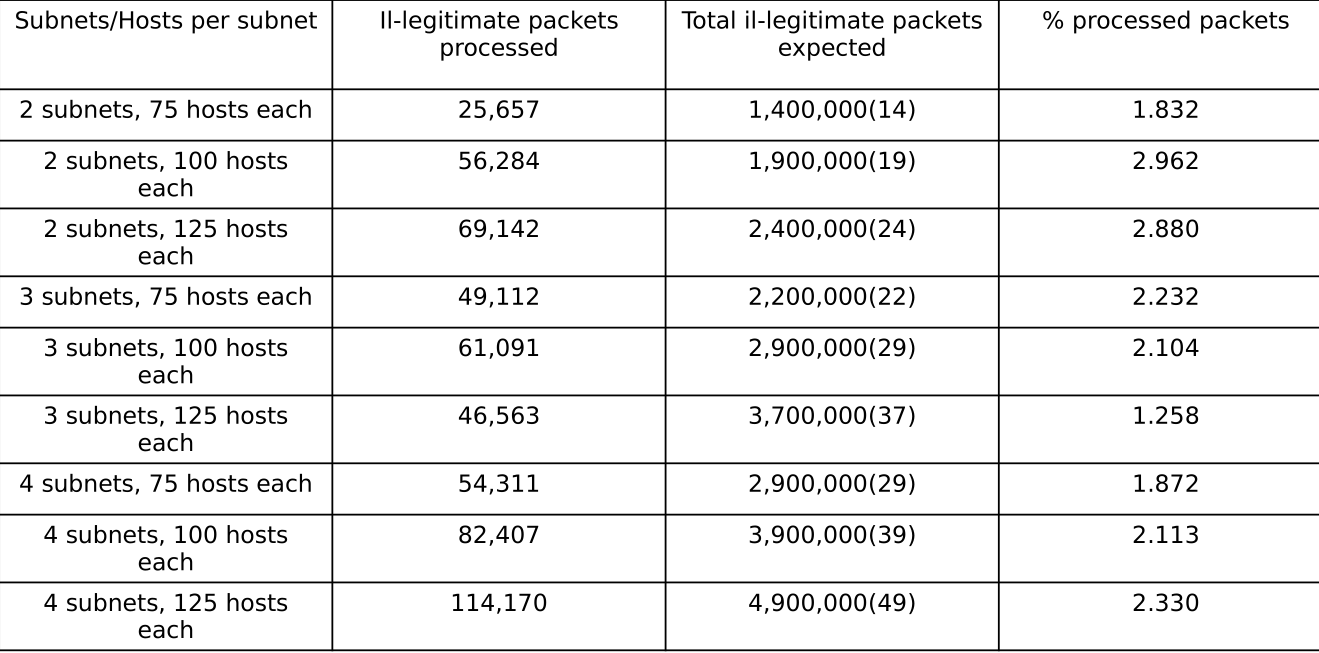 Subnets/Hosts per subnet
Il-legitimate packets
processed
Total il-legitimate packets
expected
% processed packets
2 subnets, 75 hosts each
25,657
1,400,000(14)
1.832
2 subnets, 100 hosts
each
56,284
1,900,000(19)
2.962
2 subnets, 125 hosts
each
69,142
2,400,000(24)
2.880
3 subnets, 75 hosts each
49,112
2,200,000(22)
2.232
3 subnets, 100 hosts
each
61,091
2,900,000(29)
2.104
3 subnets, 125 hosts
each
46,563
3,700,000(37)
1.258
4 subnets, 75 hosts each
54,311
2,900,000(29)
1.872
4 subnets, 100 hosts
each
82,407
3,900,000(39)
2.113
4 subnets, 125 hosts
each
114,170
4,900,000(49)
2.330